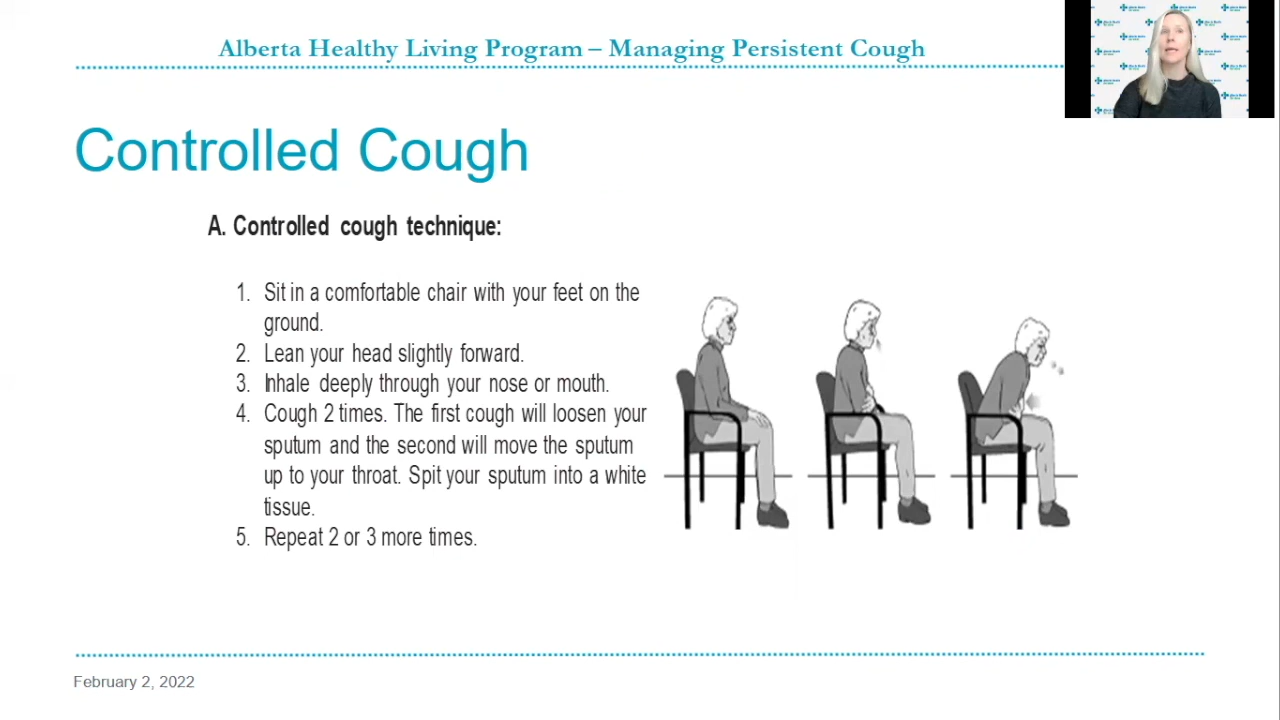 Alberta Healthy Living Program – Managing Persistent Cough
Controlled Cough
A. Controlled cough technique:
1. Sit in a comfortable chair with your feet on the
ground.
2. Lean your head slightly forward.
3. Inhale deeply through your nose or mouth.
4. Cough 2 times. The first cough will loosen your
sputum and the second will move the sputum
up to your throat. Spit your sputum into a white
tissue.
5. Repeat 2 or 3 more times.
February 2, 2022